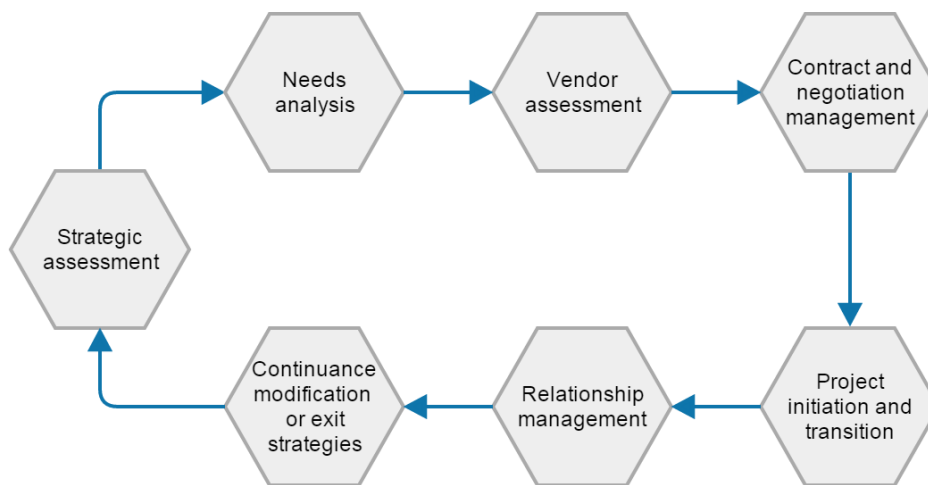 Needs
analysis
Vendor
assessment
Contract and
negotiation
management
Strategic
assessment
Continuance
modification
or exit
strategies
Relationship
management
Project
initiation and
transition